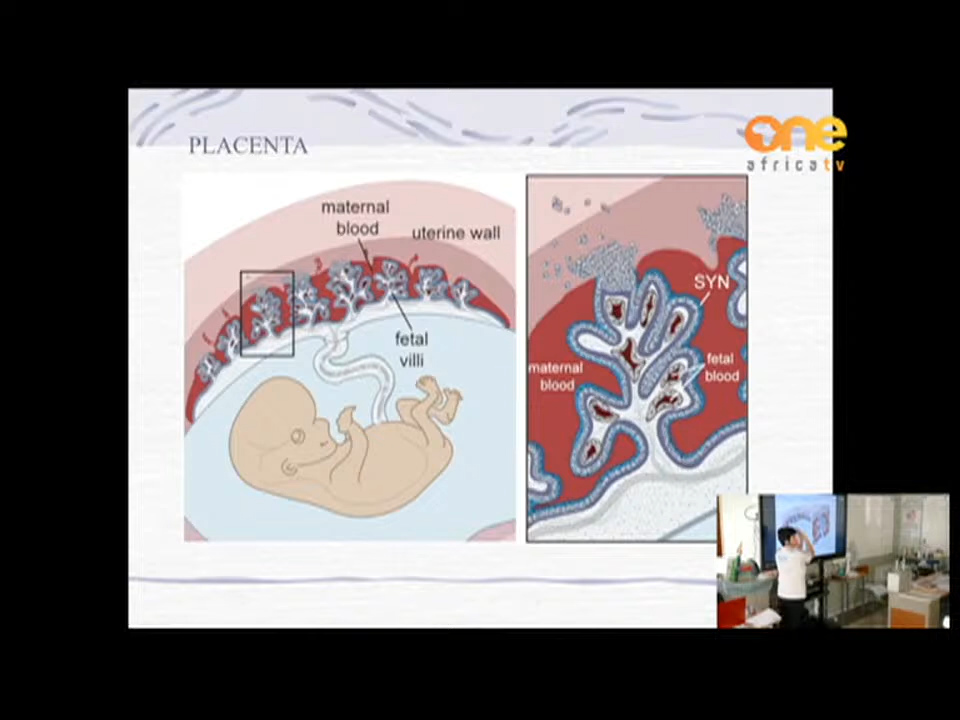 PLACENTA
one
africa tv
maternal
blood
uterine wall
fetal
villi
SYN
maternal
blood
fetal
blood